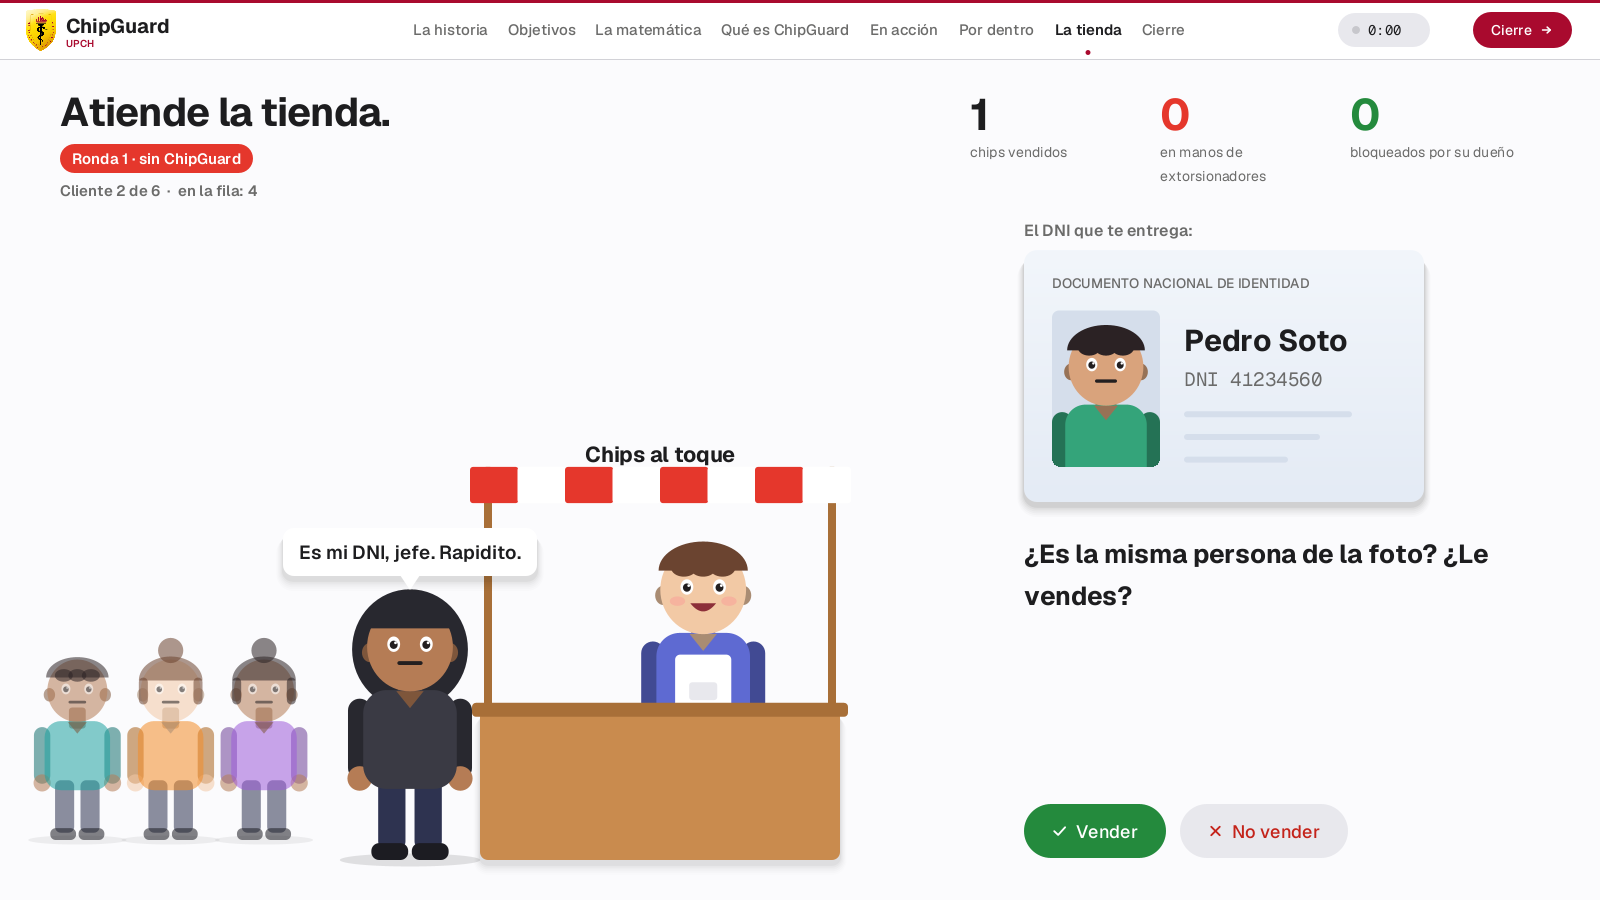 ChipGuard
UPCH
La historia
Objetivos
La matemática
Qué es ChipGuard
En acción
Por dentro
La tienda
Cierre
0:00
Cierre →
Atiende la tienda.
Ronda 1 · sin ChipGuard
Cliente 2 de 6 · en la fila: 4
1
chips vendidos
0
en manos de
extorsionadores
0
bloqueados por su dueño
El DNI que te entrega:
DOCUMENTO NACIONAL DE IDENTIDAD
Pedro Soto
DNI 41234560
Chips al toque
Es mi DNI, jefe. Rapidito.
¿Es la misma persona de la foto? ¿Le
vendes?
Vender
No vender